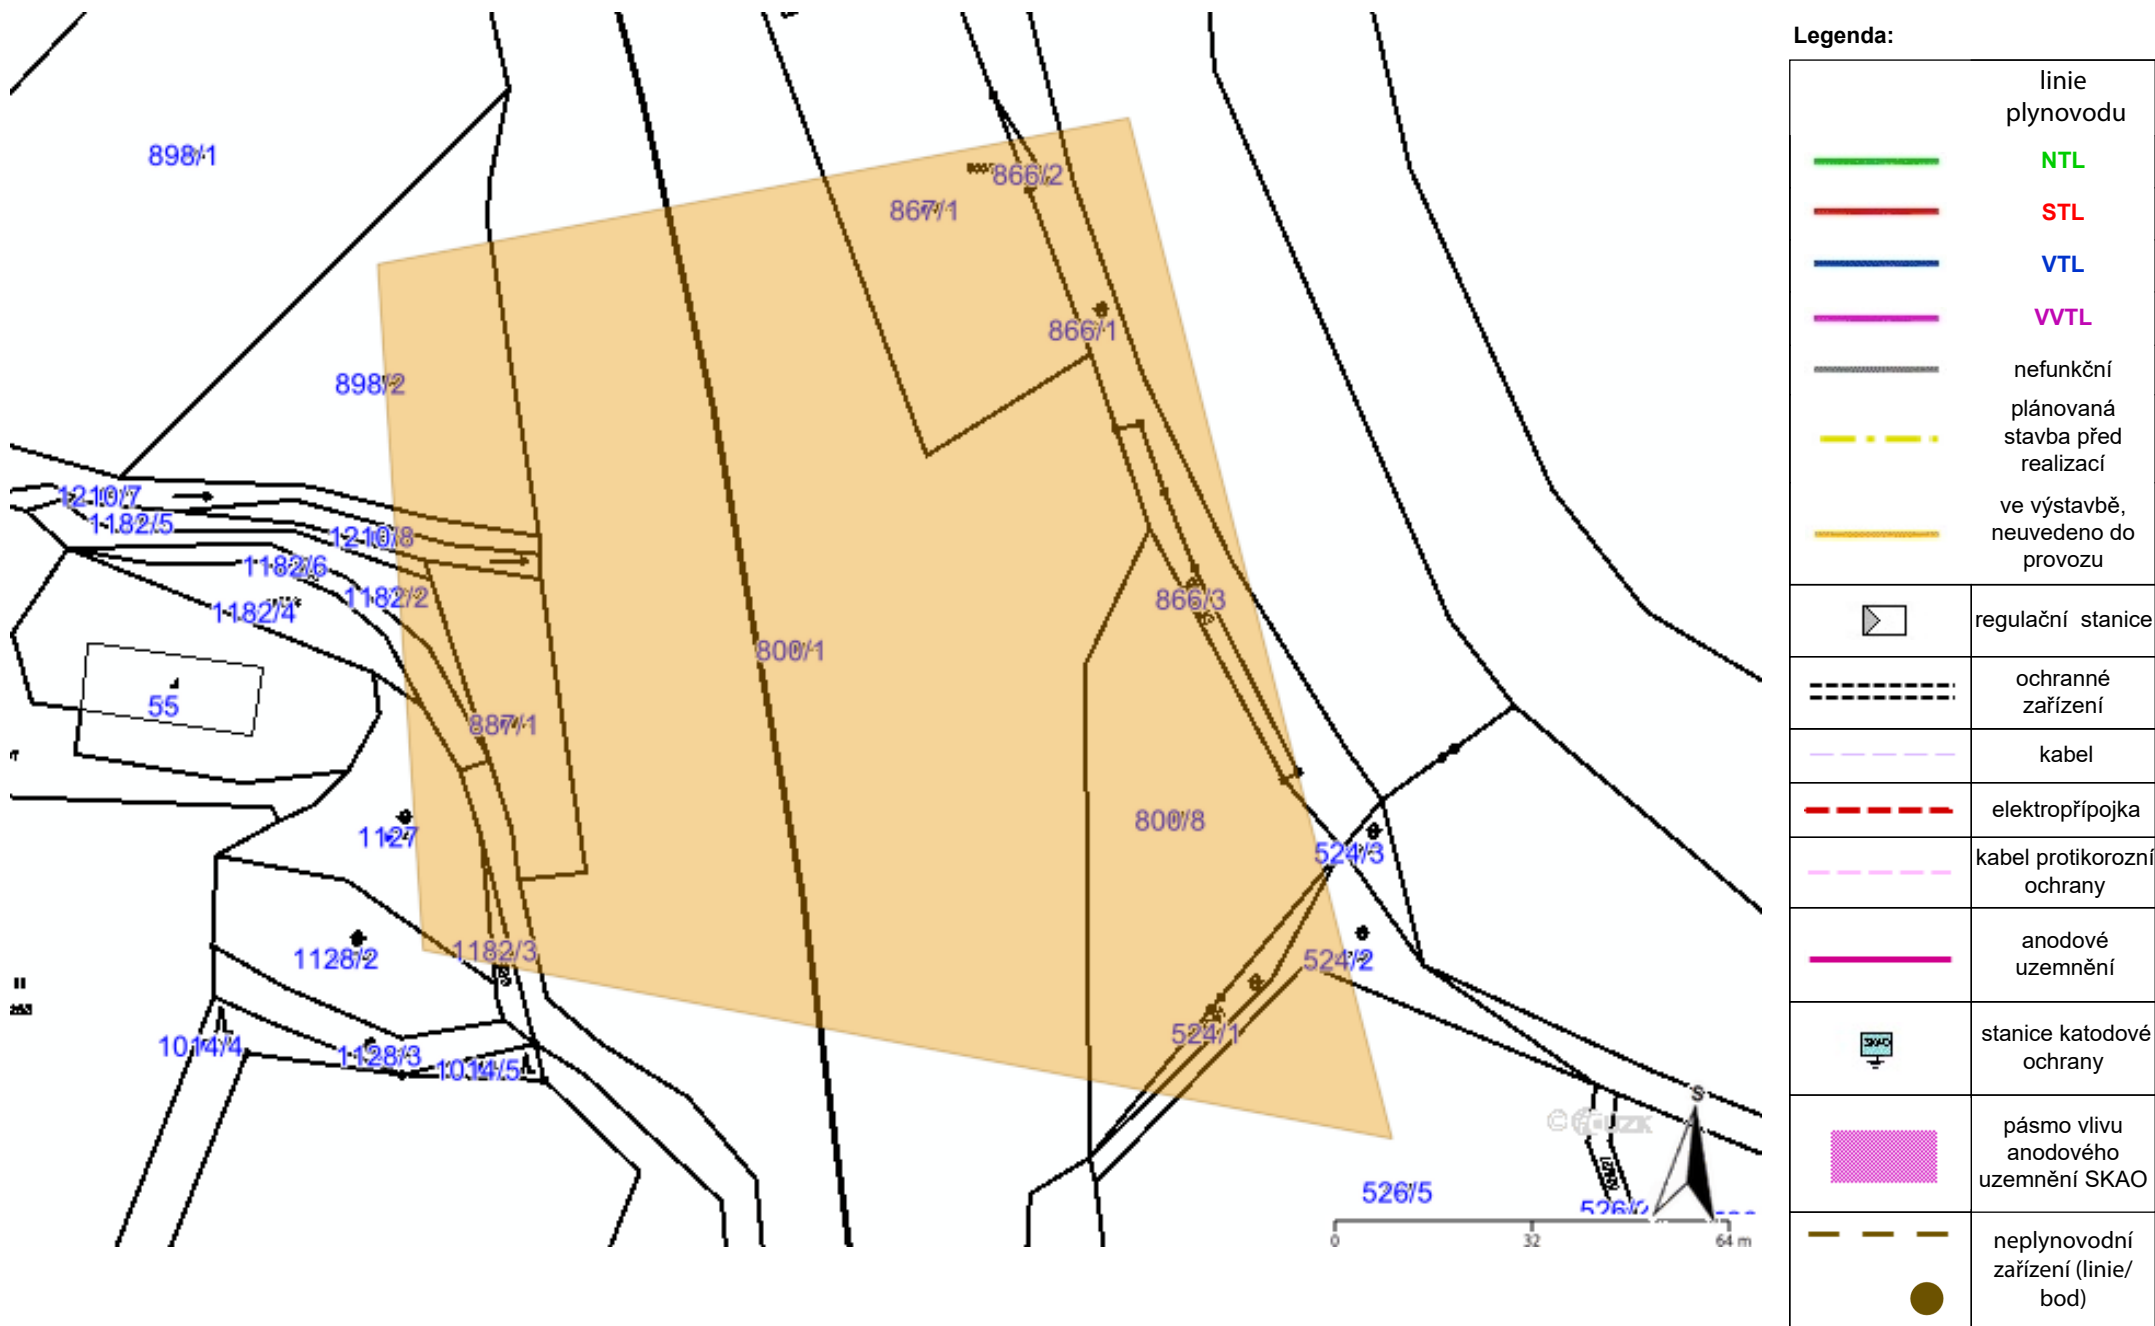 898/1
866/2
867/1
866/1
898/2
1210/7
1182/5
1210/8
1182/6
1182/2
1182/4
866/3
800/1
55
887/1
1127
800/8
524/3
1182/3
1128/2
524/2
524/1
1014/4
1128/3
1014/5
526/5
S
0
32
64 m
Legenda:
linie
plynovodu
NTL
STL
VTL
VVTL
nefunkční
plánovaná
stavba před
realizací
ve výstavbě,
neuvedeno do
provozu
regulační stanice
ochranné
zařízení
kabel
elektropřípojka
kabel protikorozní
ochrany
anodové
uzemnění
SKAO
stanice katodové
ochrany
pásmo vlivu
anodového
uzemnění SKAO
neplynovodní
zařízení (linie/
bod)